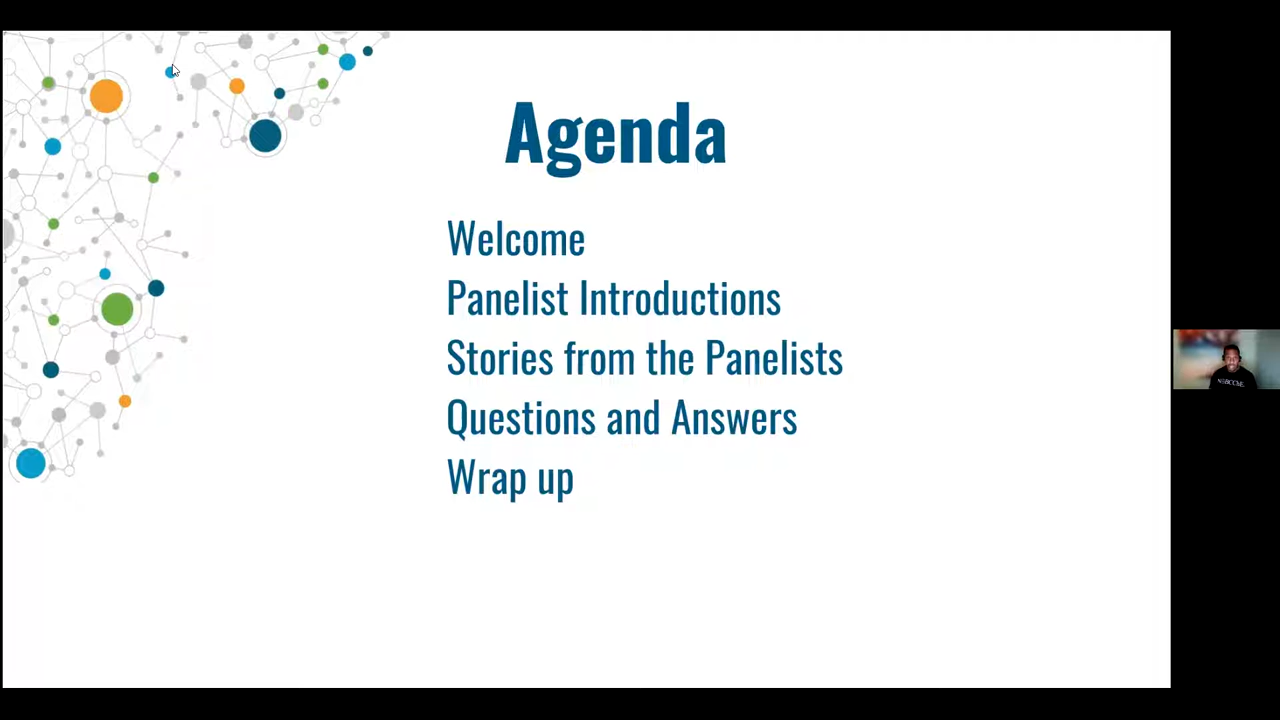 Agenda
Welcome
Panelist Introductions
Stories from the Panelists
Questions and Answers
Wrap up